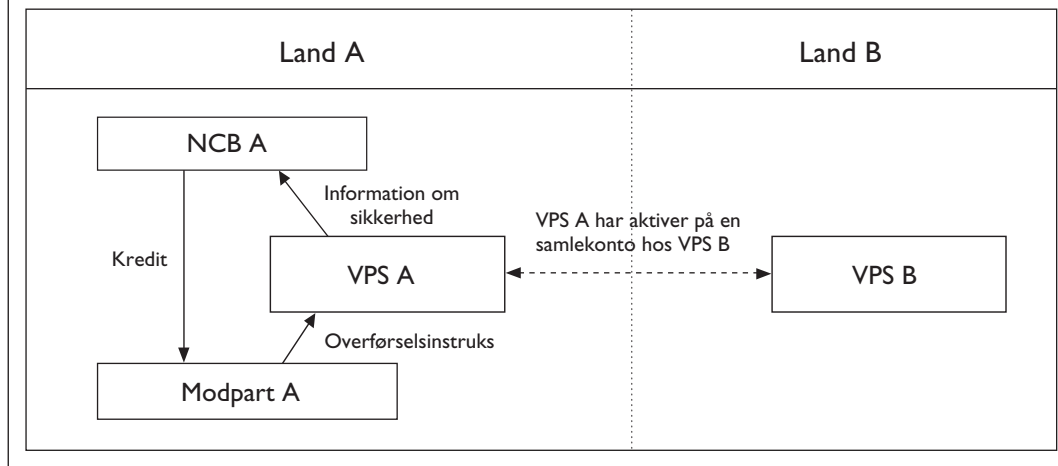 Land A
Land B
NCB A
Information om
sikkerhed
VPS A har aktiver på en
samlekonto hos VPS B
Kredit
VPS A
VPS B
Overførselsinstruks
Modpart A